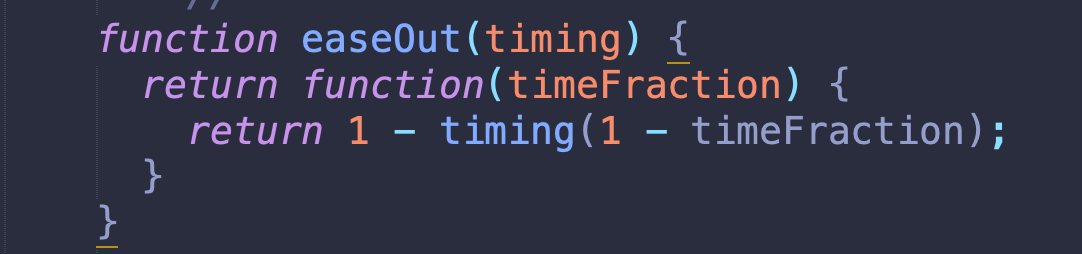 //
function easeOut(timing) {
return function(timeFraction) {
return 1 - timing(1 - timeFraction);
}
}